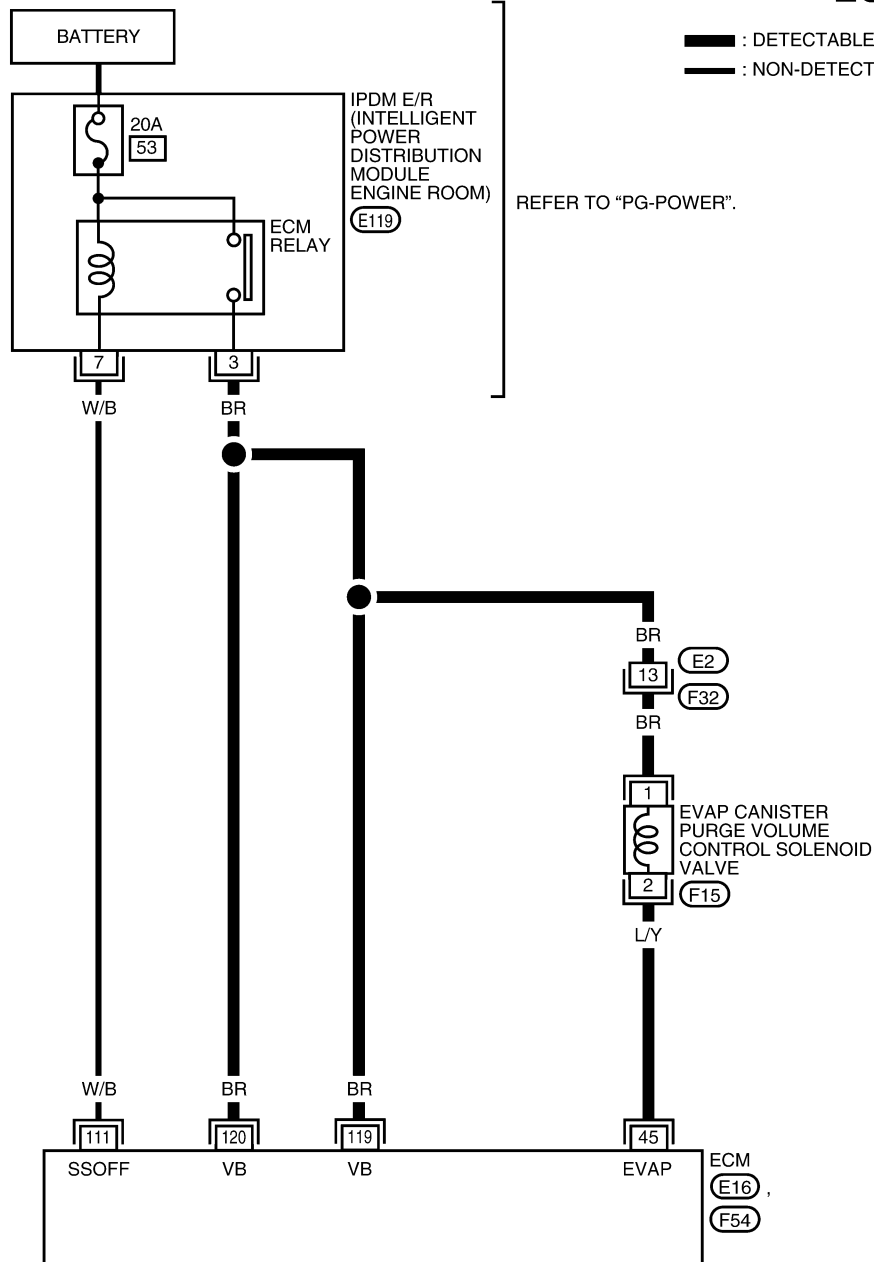 BATTERY
: DETECTABLE
: NON-DETECT
20A
53
IPDM E/R
(INTELLIGENT
POWER
DISTRIBUTION
MODULE
ENGINE ROOM)
E119
REFER TO “PG-POWER”.
ECM
RELAY
7
3
W/B
BR
BR
13
E2
F32
BR
1
EVAP CANISTER
PURGE VOLUME
CONTROL SOLENOID
VALVE
2
F15
L/Y
W/B
BR
BR
111
120
119
45
SSOFF
VB
VB
EVAP
ECM
E16 ,
F54